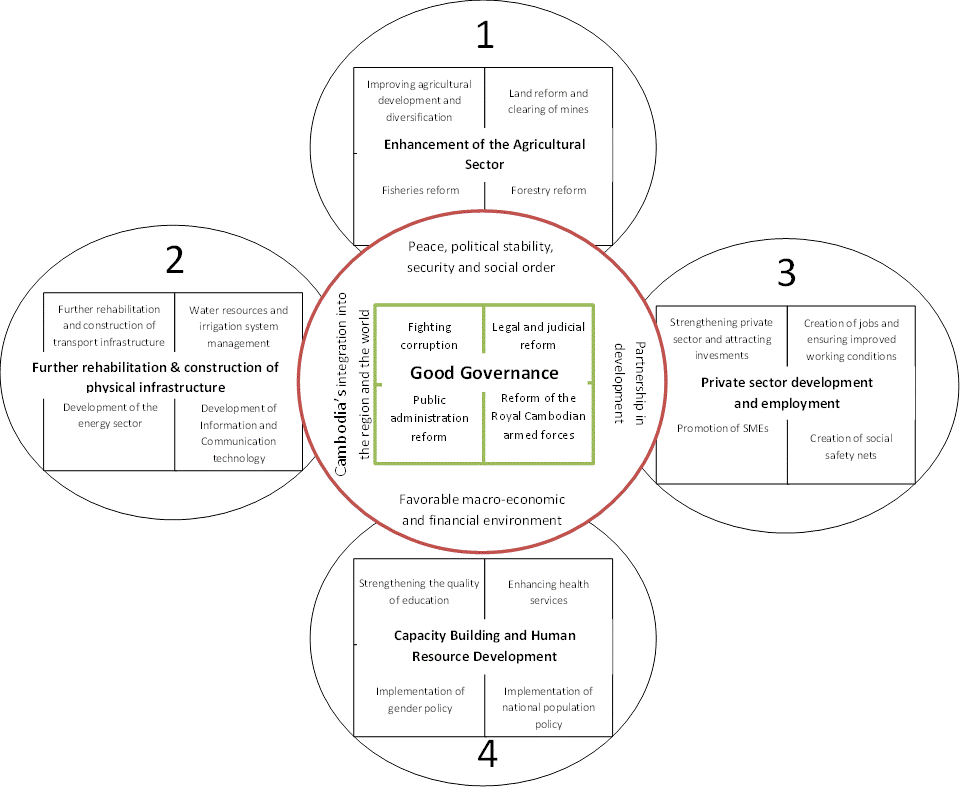 1
Improving agricultural
development and
diversification
Land reform and
clearing of mines
Enhancement of the Agricultural
Sector
Fisheries reform
Forestry reform
2
Further rehabilitation
and construction of
transport infrastructure
Water resources and
irrigation system
management
Further rehabilitation & construction of
physical infrastructure
Development of the
energy sector
Development of
Information and
Communication
technology
Peace, political stability,
security and social order
Cambodia's integration into
the region and the world
Fighting
corruption
Legal and judicial
reform
Good Governance
Public
administration
reform
Reform of the
Royal Cambodian
armed forces
Partnership in
development
Favorable macro-economic
and financial environment
3
Strengthening private
sector and attracting
invesments
Creation of jobs and
ensuring improved
working conditions
Private sector development
and employment
Promotion of SMEs
Creation of social
safety nets
Strengthening the quality
of education
Enhancing health
services
Capacity Building and Human
Resource Development
Implementation of
gender policy
Implementation of
national population
policy
4